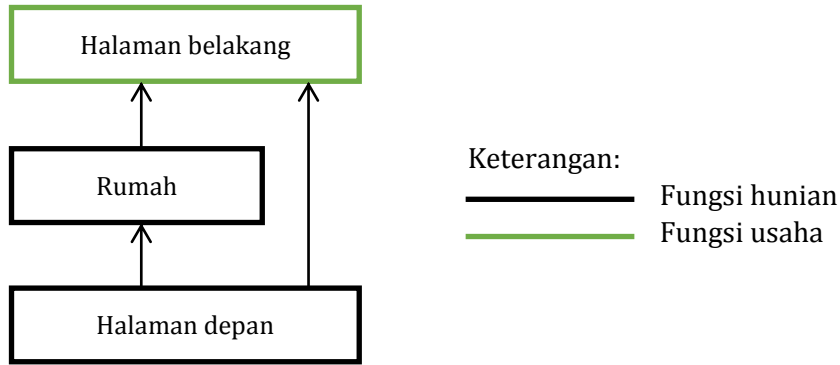 Halaman belakang
Rumah
Halaman depan
Keterangan:
Fungsi hunian
Fungsi usaha